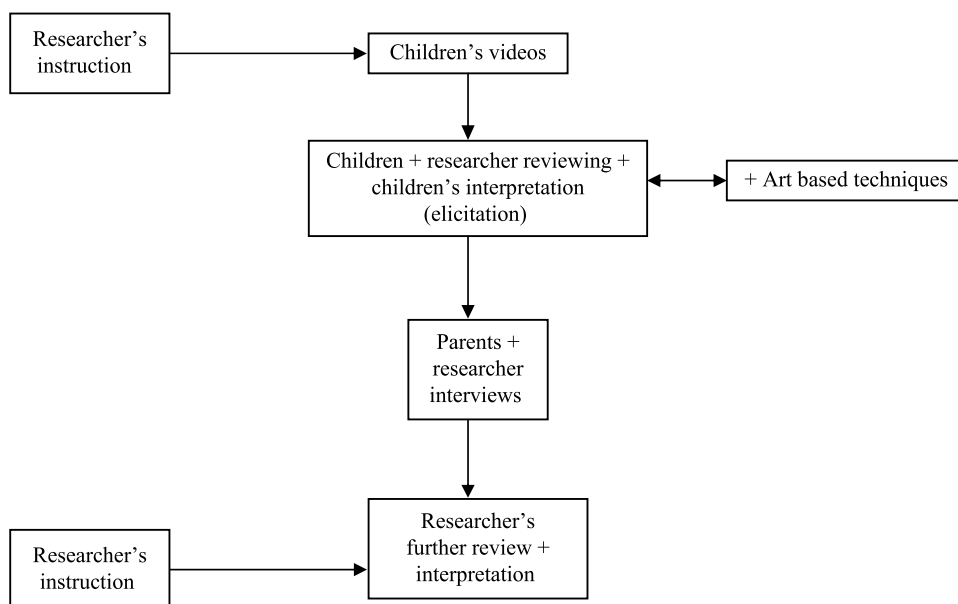 Researcher’s
instruction
Children’s videos
Children + researcher reviewing +
children’s interpretation
(elicitation)
+ Art based techniques
Parents +
researcher
interviews
Researcher’s
further review +
interpretation
Researcher’s
instruction